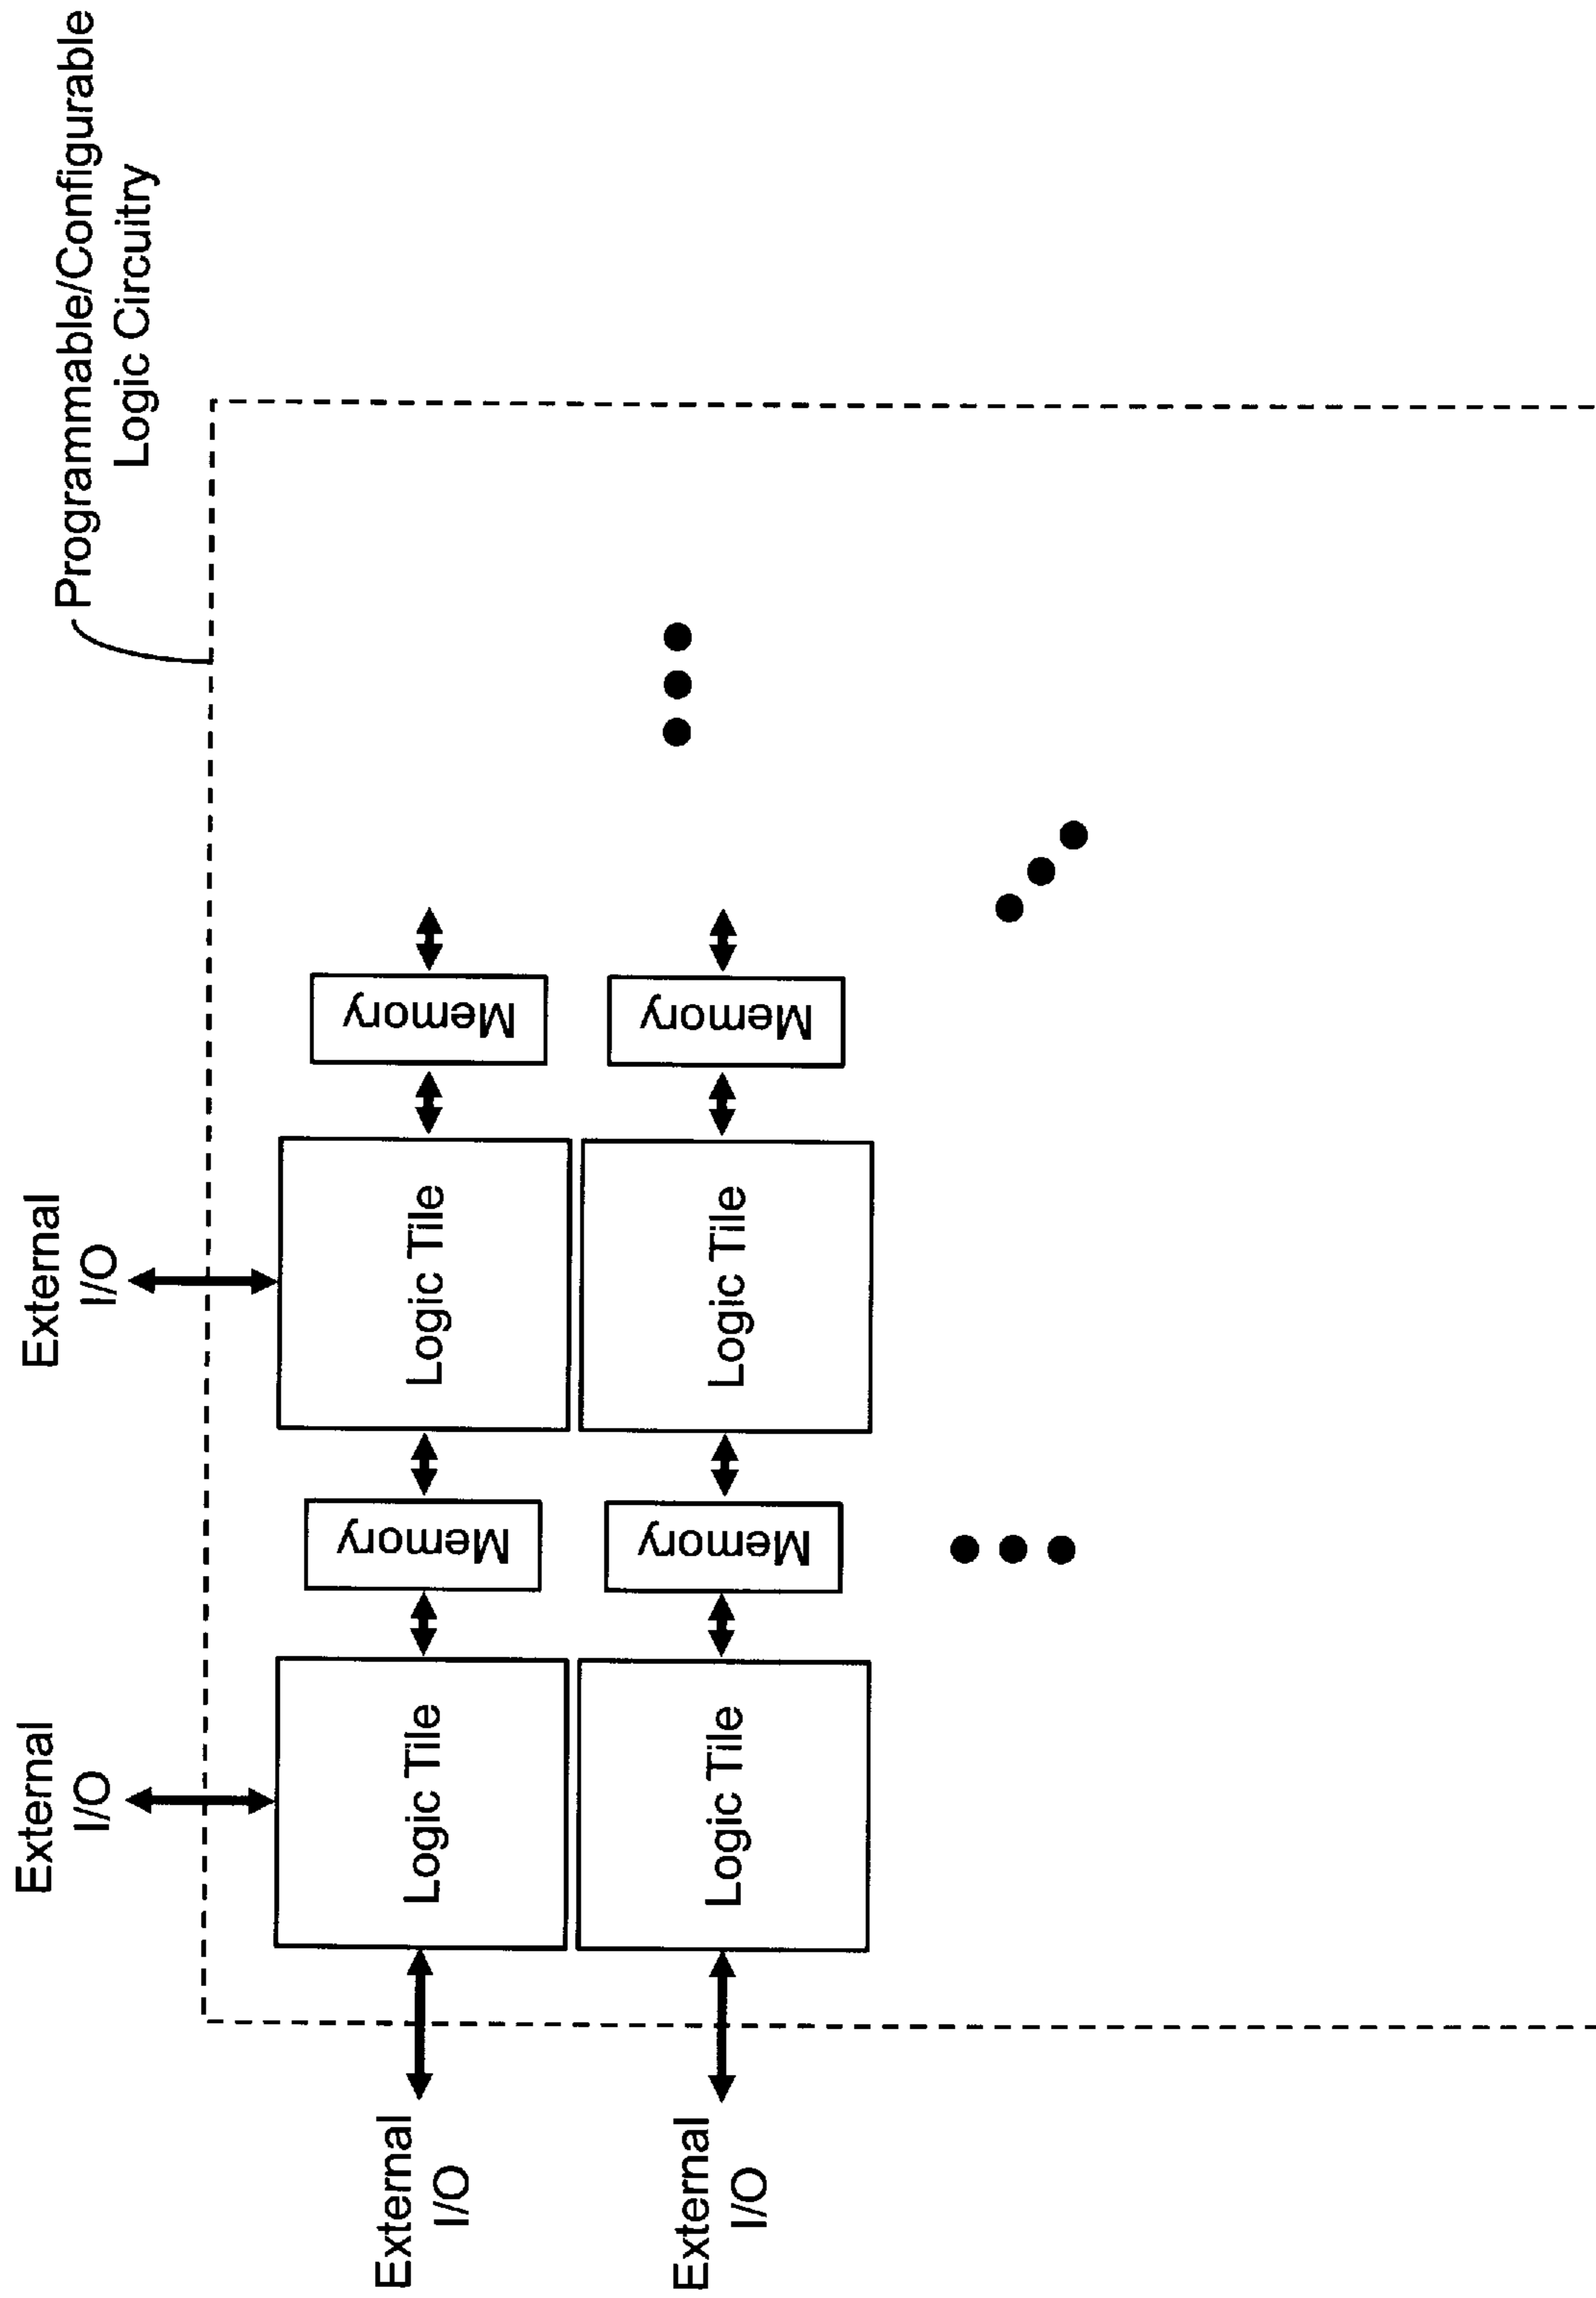 Programmable/Configurable
Logic Circuitry
External
I/O
External
I/O
External
I/O
Logic Tile
Memory
Logic Tile
Memory
External
I/O
Logic Tile
Memory
Logic Tile
Memory